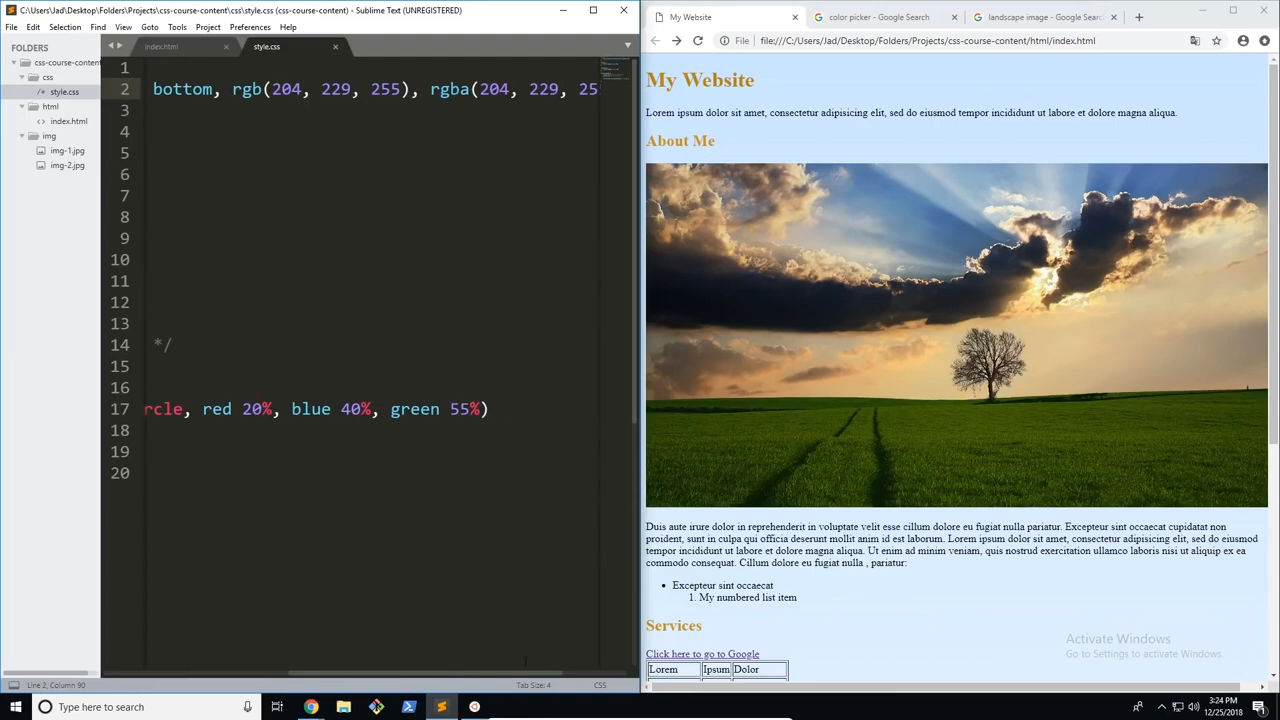 C:\Users\Jad\Desktop\Folders\Projects\css-course-content\css\style.css (css-course-content) - Sublime Text (UNREGISTERED)
File Edit Selection Find View Goto Tools Project Preferences Help
FOLDERS
css-course-content
css
style.css
html
index.html
img
img-1.jpg
img-2.jpg
index.html
style.css
1
2 bottom, rgb(204, 229, 255), rgba(204, 229, 25
3
4
5
6
7
8
9
10
11
12
13
14 */
15
16
17 rcle, red 20%, blue 40%, green 55%)
18
19
20
Line 2, Column 90
Tab Size: 4
CSS
My Website
color picker - Google Search
landscape image - Google Searc
File file:///C:/Users/Jad/Desktop/Folders/Projects/css-course-content/html/index.html
My Website
Lorem ipsum dolor sit amet, consectetur adipisicing elit, sed do eiusmod tempor incididunt ut labore et dolore magna aliqua.
About Me
Duis aute irure dolor in reprehenderit in voluptate velit esse cillum dolore eu fugiat nulla pariatur. Excepteur sint occaecat cupidatat non
proident, sunt in culpa qui officia deserunt mollit anim id est laborum. Lorem ipsum dolor sit amet, consectetur adipisicing elit, sed do eiusmod
tempor incididunt ut labore et dolore magna aliqua. Ut enim ad minim veniam, quis nostrud exercitation ullamco laboris nisi ut aliquip ex ea
commodo consequat. Cillum dolore eu fugiat nulla , pariatur:
Excepteur sint occaecat
1. My numbered list item
Services
Click here to go to Google
Lorem Ipsum Dolor
Activate Windows
Go to Settings to activate Windows.
Type here to search
3:24 PM
12/25/2018